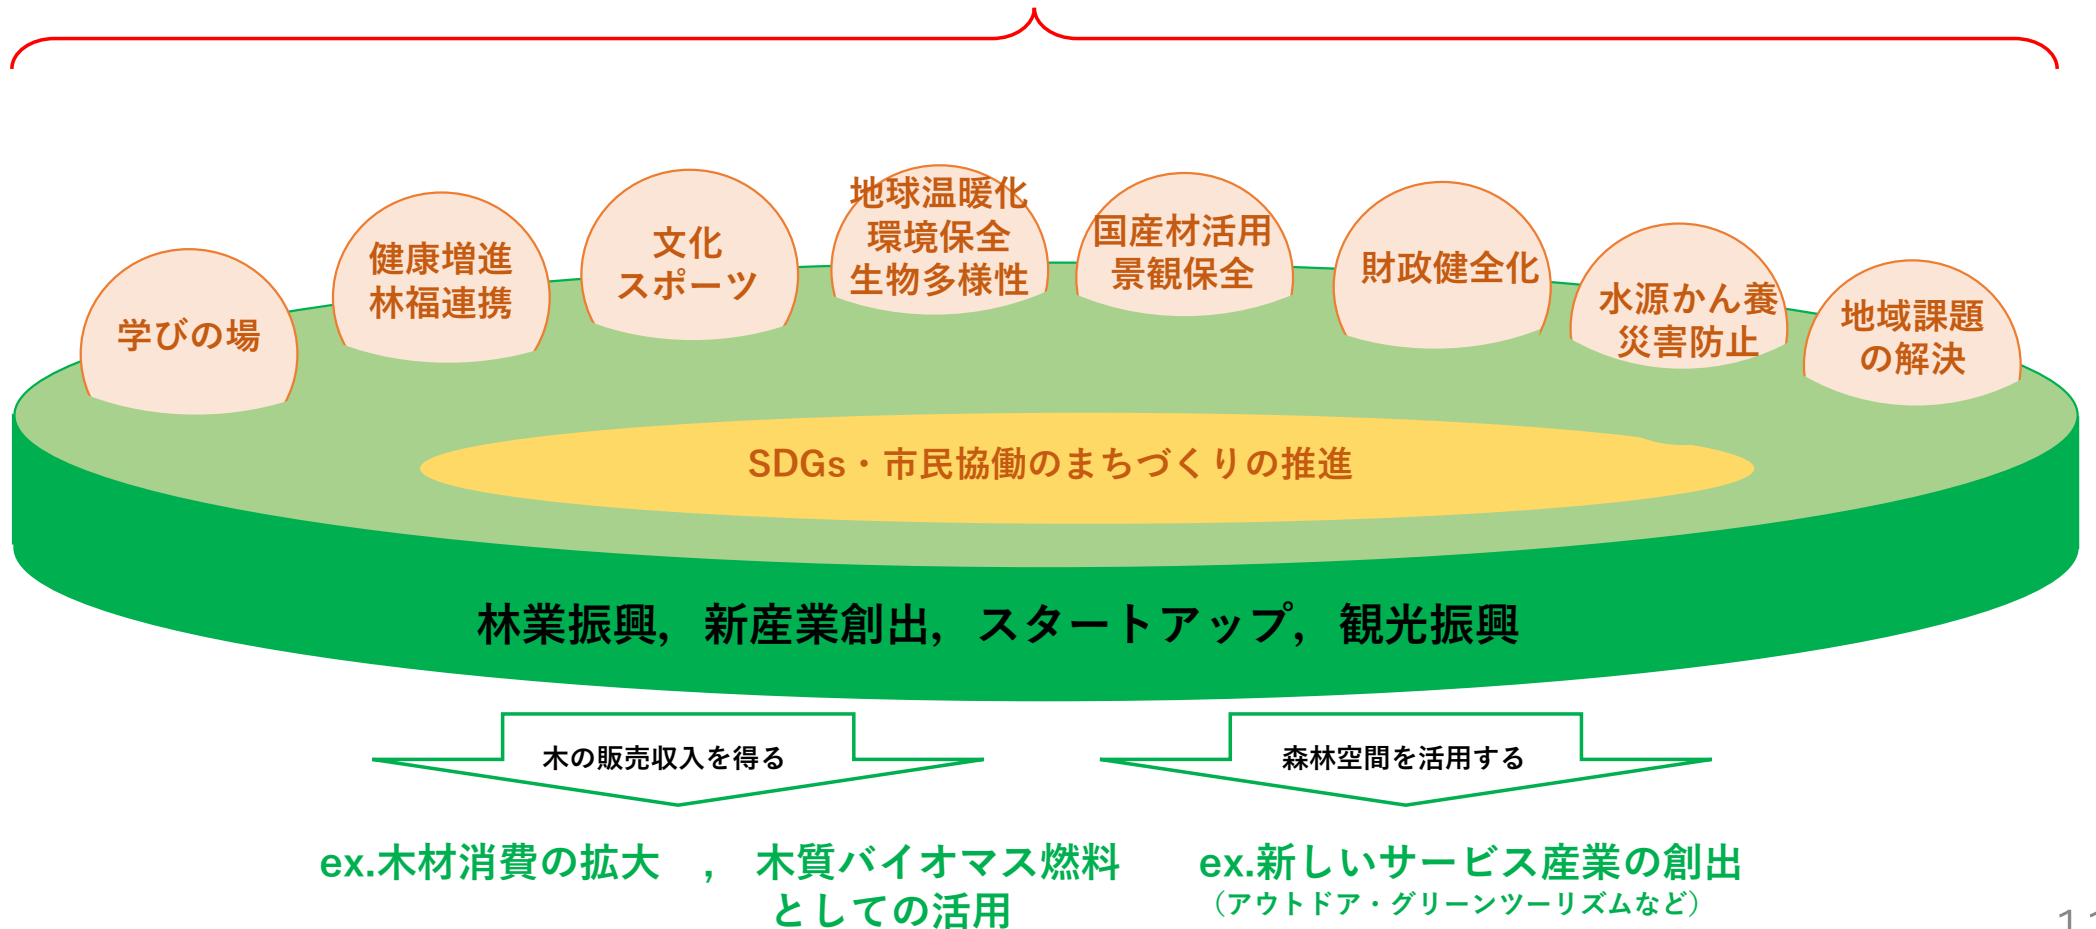 学びの場
健康増進
林福連携
文化
スポーツ
地球温暖化
環境保全
生物多様性
国産材活用
景観保全
財政健全化
水源かん養
災害防止
地域課題
の解決
SDGs・市民協働のまちづくりの推進
林業振興，新産業創出，スタートアップ，観光振興
木の販売収入を得る
森林空間を活用する
ex.木材消費の拡大　，　木質バイオマス燃料
としての活用
ex.新しいサービス産業の創出
（アウトドア・グリーンツーリズムなど）